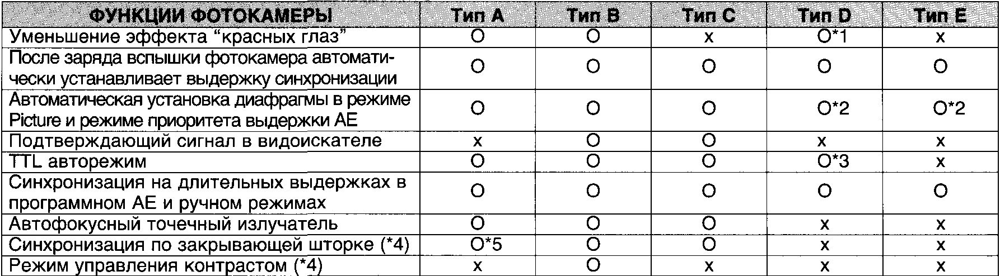 ФУНКЦИИ ФОТОКАМЕРЫ Тип A Тип B Тип C Тип D Тип E
Уменьшение эффекта “красных глаз” O O x O*1 x
После заряда вспышки фотокамера автомати-
чески устанавливает выдержку синхронизации O O O O O
Автоматическая установка диафрагмы в режиме
Picture и режиме приоритета выдержки AE O O O O*2 O*2
Подтверждающий сигнал в видоискателе x O O x x
TTL авторежим O O O O*3 x
Синхронизация на длительных выдержках в
программном AE и ручном режимах O O O O O
Автофокусный точечный излучатель O O O x x
Синхронизация по закрывающей шторке (*4) O*5 O O x x
Режим управления контрастом (*4) x O x x x